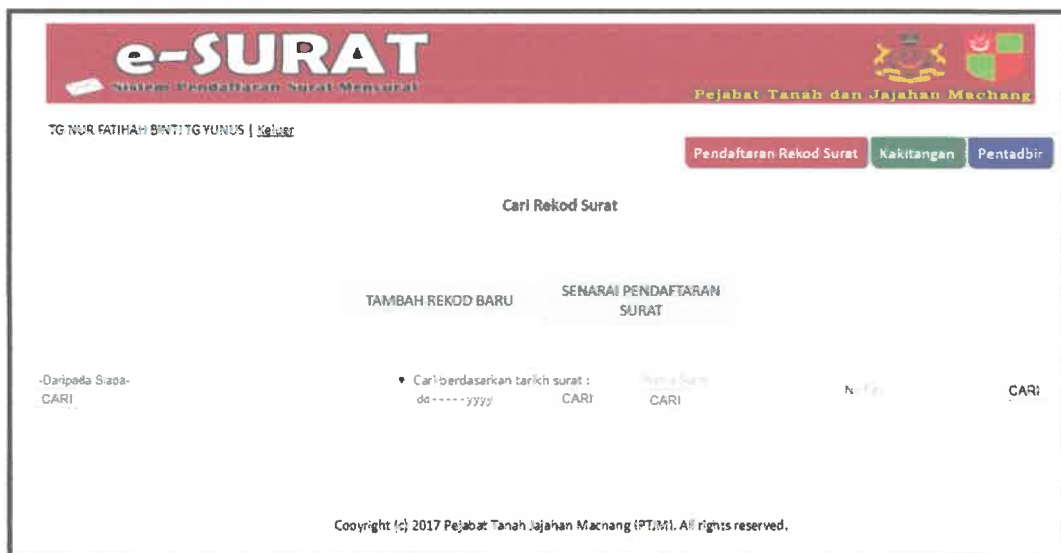 e-SURAT
Sistem Pendaftaran Surat Menyurat
Pejabat Tanah dan Jajahan Machang
TG NUR FATIHAH BINTI TG YUNUS | Keluar
Pendaftaran Rekod Surat Kakitangan Pentadbir
Cari Rekod Surat
TAMBAH REKOD BARU
SENARAI PENDAFTARAN
SURAT
-Daripada Siapa-
CARI
• Cari berdasarkan tarikh surat :
dd-----yyyy CARI
CARI
CARI
Copyright (c) 2017 Pejabat Tanah Jajahan Machang (PTJM). All rights reserved.